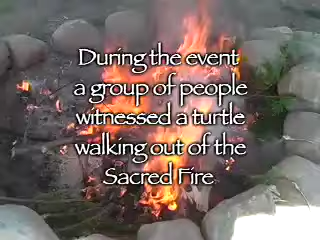 During the event
a group of people
witnessed a turtle
walking out of the
Sacred Fire